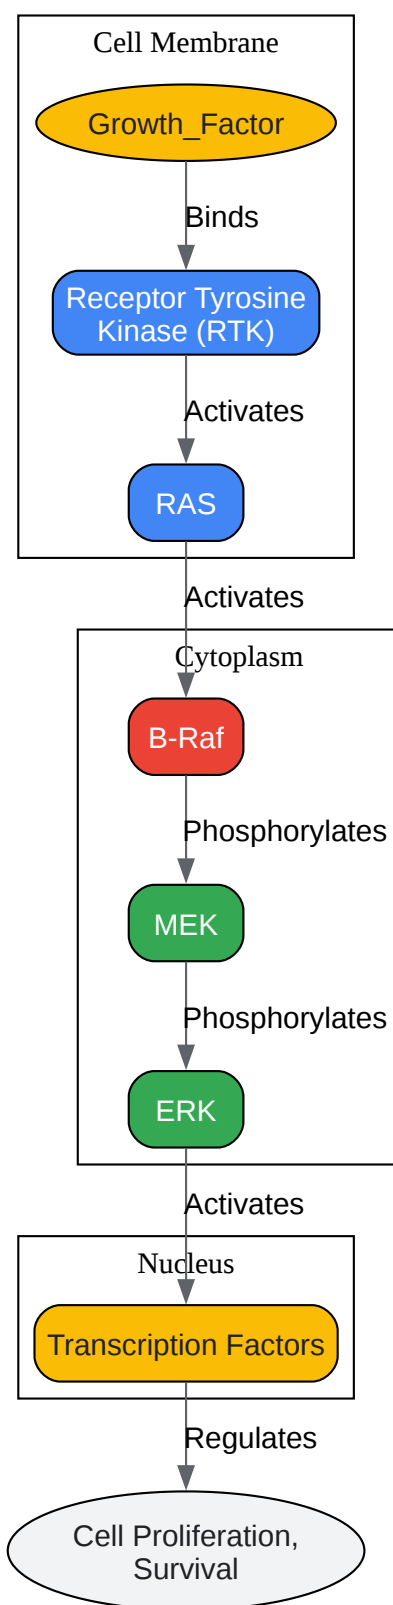 Cell Membrane
Growth_Factor
Binds
Receptor Tyrosine
Kinase (RTK)
Activates
RAS
Activates
Cytoplasm
B-Raf
Phosphorylates
MEK
Phosphorylates
ERK
Activates
Nucleus
Transcription Factors
Regulates
Cell Proliferation,
Survival